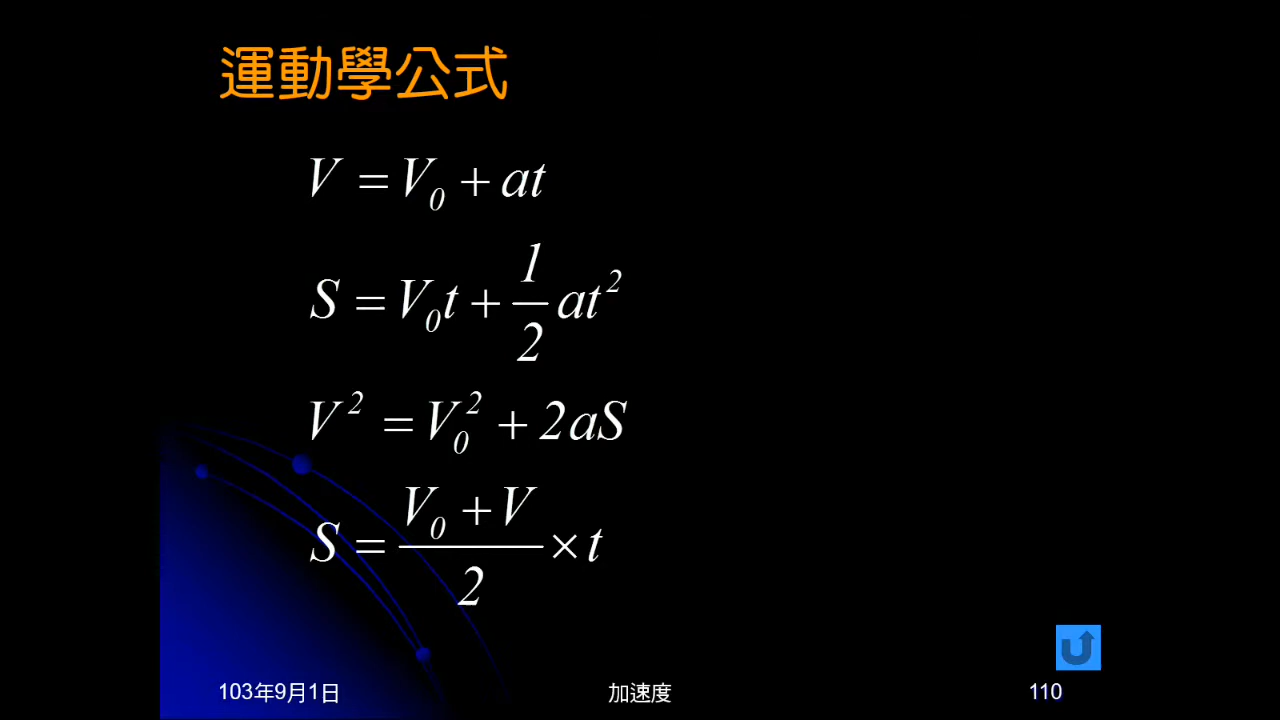 運動學公式
V = V₀ + at
S = V₀t + 1/2 at²
V² = V₀² + 2aS
S = (V₀ + V)/2 × t
103年9月1日 加速度 110